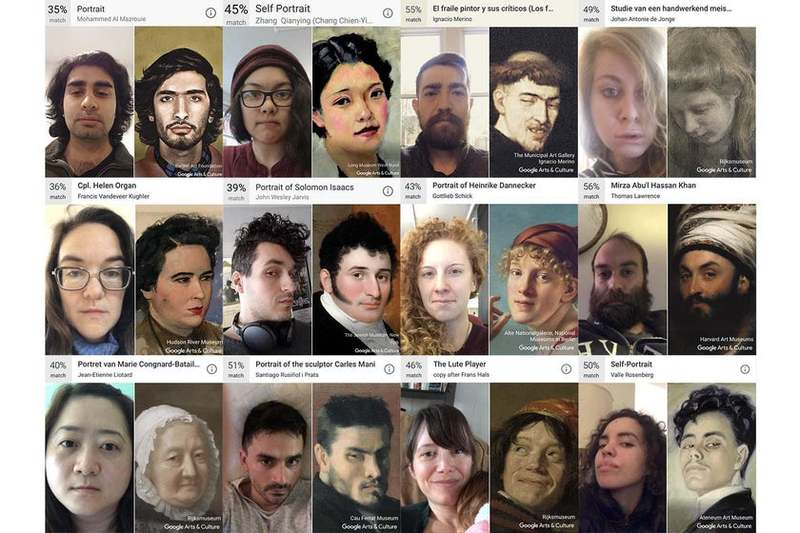 35%
match
Portrait
Mohammed Al Mazrouie
45%
match
Self Portrait
Zhang Qianying (Chang Chien-Yi...
55%
match
El fraile pintor y sus críticos (Los f...
Ignacio Merino
49%
match
Studie van een handwerkend meis...
Johan Antonie de Jonge
Barjeel Art Foundation
Google Arts & Culture
Long Museum West Bund
Google Arts & Culture
The Municipal Art Gallery
Ignacio Merino
Google Arts & Culture
Rijksmuseum
Google Arts & Culture
36%
match
Cpl. Helen Organ
Francis Vandeveer Kughler
39%
match
Portrait of Solomon Isaacs
John Wesley Jarvis
43%
match
Portrait of Heinrike Dannecker
Gottlieb Schick
56%
match
Mirza Abu'l Hassan Khan
Thomas Lawrence
Hudson River Museum
Google Arts & Culture
The Jewish Museum, New
Google Arts & Culture
Alte Nationalgalerie, National
Museums in Berlin
Google Arts & Culture
Harvard Art Museums
Google Arts & Culture
40%
match
Portret van Marie Congnard-Batail...
Jean-Etienne Liotard
51%
match
Portrait of the sculptor Carles Mani
Santiago Rusiñol i Prats
46%
match
The Lute Player
copy after Frans Hals
50%
match
Self-Portrait
Valle Rosenberg
Rijksmuseum
Google Arts & Culture
Cau Ferrat Museum
Google Arts & Culture
Rijksmuseum
Google Arts & Culture
Ateneum Art Museum
Google Arts & Culture